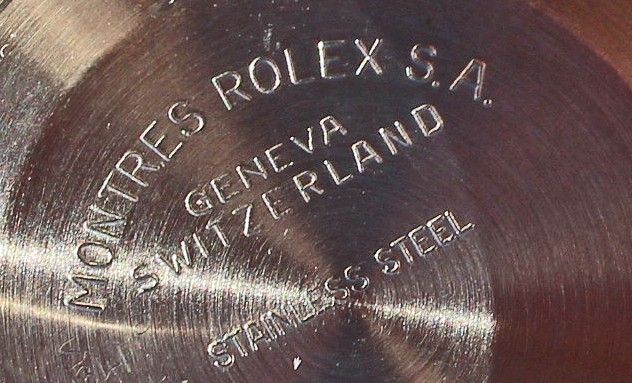 MONTRES ROLEX S.A.
GENEVA
SWITZERLAND
STAINLESS STEEL